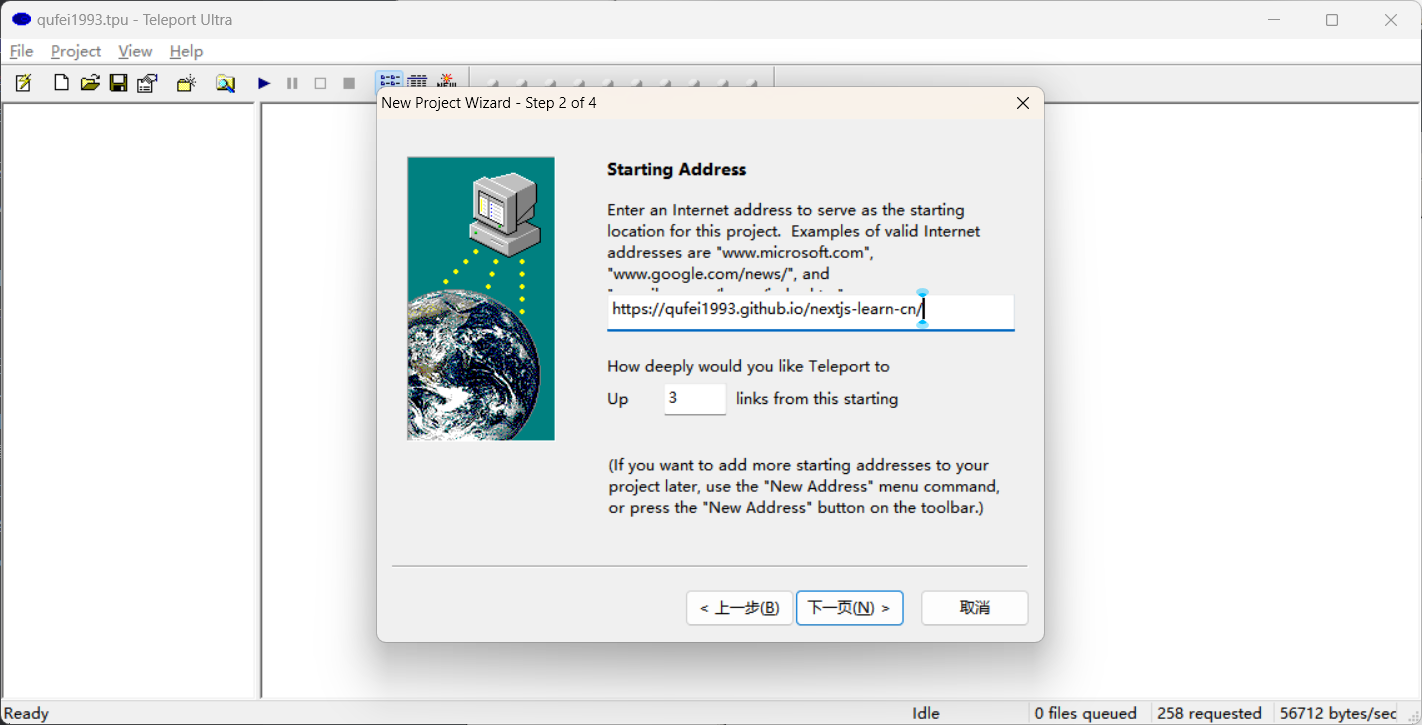 qufei1993.tpu - Teleport Ultra
File Project View Help
New Project Wizard - Step 2 of 4
Starting Address
Enter an Internet address to serve as the starting
location for this project. Examples of valid Internet
addresses are "www.microsoft.com",
"www.google.com/news/", and
https://qufei1993.github.io/nextjs-learn-cn/
How deeply would you like Teleport to
Up 3 links from this starting
(If you want to add more starting addresses to your
project later, use the "New Address" menu command,
or press the "New Address" button on the toolbar.)
< 上一步(B) 下一页(N) > 取消
Ready Idle 0 files queued 258 requested 56712 bytes/sec